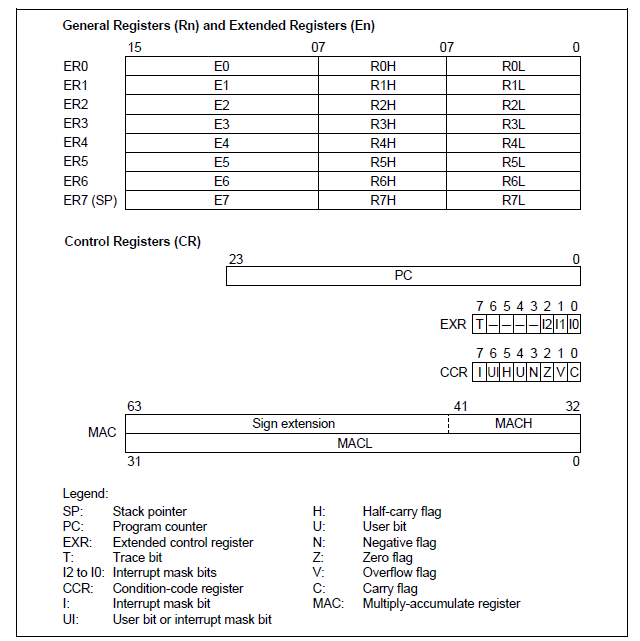 General Registers (Rn) and Extended Registers (En)
15 07 07 0
ER0 E0 R0H R0L
ER1 E1 R1H R1L
ER2 E2 R2H R2L
ER3 E3 R3H R3L
ER4 E4 R4H R4L
ER5 E5 R5H R5L
ER6 E6 R6H R6L
ER7 (SP) E7 R7H R7L
Control Registers (CR)
23 0
PC
7 6 5 4 3 2 1 0
EXR T — — — — I2 I1 I0
7 6 5 4 3 2 1 0
CCR I UI H U N Z V C
63 41 32
MAC
Sign extension MACH
MACL
31 0
Legend:
SP: Stack pointer H: Half-carry flag
PC: Program counter U: User bit
EXR: Extended control register N: Negative flag
T: Trace bit Z: Zero flag
I2 to I0: Interrupt mask bits V: Overflow flag
CCR: Condition-code register C: Carry flag
I: Interrupt mask bit MAC: Multiply-accumulate register
UI: User bit or interrupt mask bit